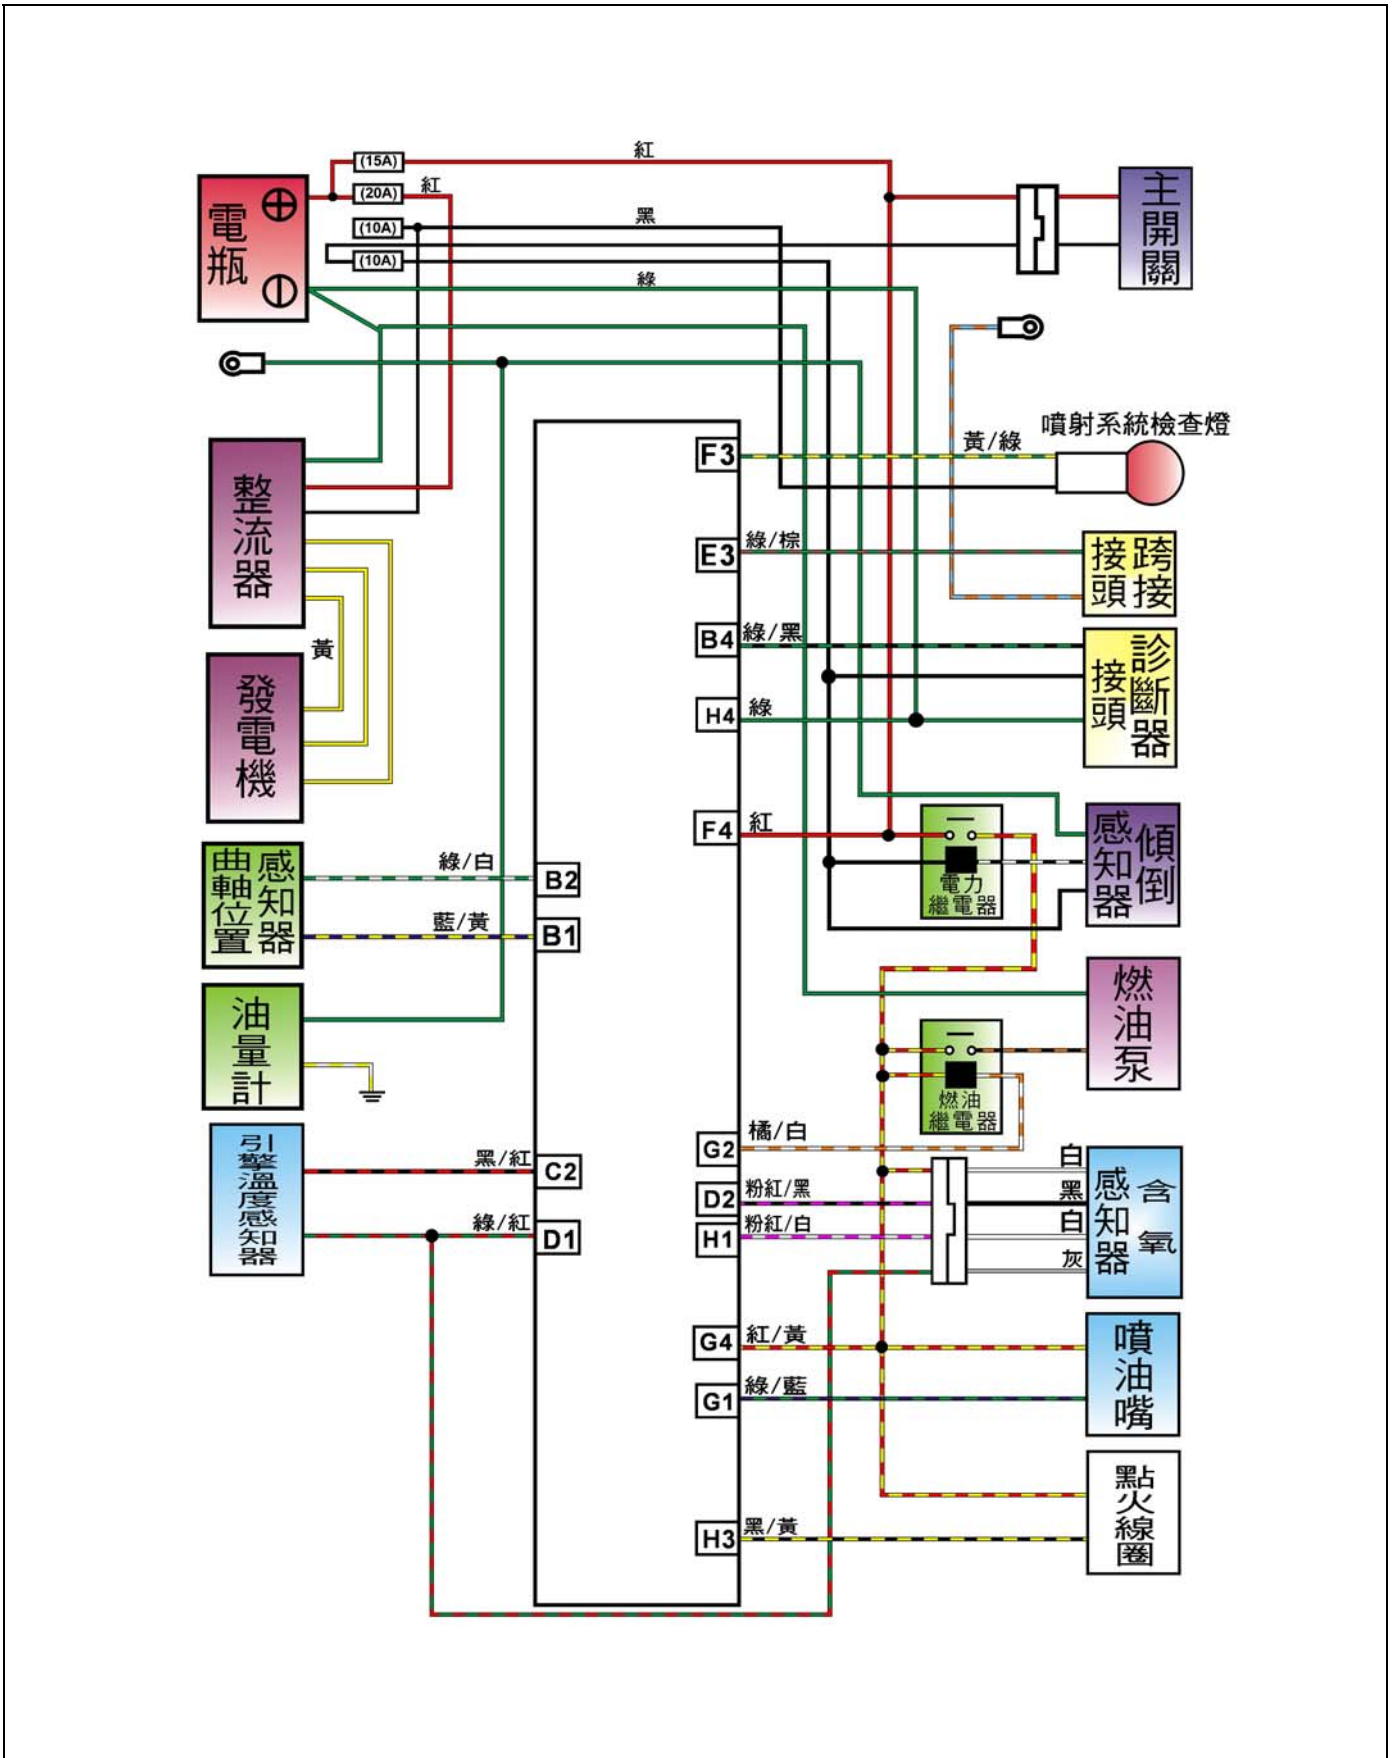 (15A)
紅
(20A)
紅
(10A)
黑
(10A)
綠
電瓶
主開關
噴射系統檢查燈
F3
黃/綠
整流器
E3
綠/棕
跨接接頭
B4
綠/黑
診斷器接頭
H4
綠
黃
發電機
F4
紅
電力
繼電器
傾倒感知器
曲軸位置感知器
綠/白
B2
藍/黃
B1
燃油泵
油量計
燃油
繼電器
G2
橘/白
引擎溫度感知器
黑/紅
C2
綠/紅
D1
D2
粉紅/黑
H1
粉紅/白
白
黑
白
灰
含氧感知器
G4
紅/黃
G1
綠/藍
噴油嘴
點火線圈
H3
黑/黃